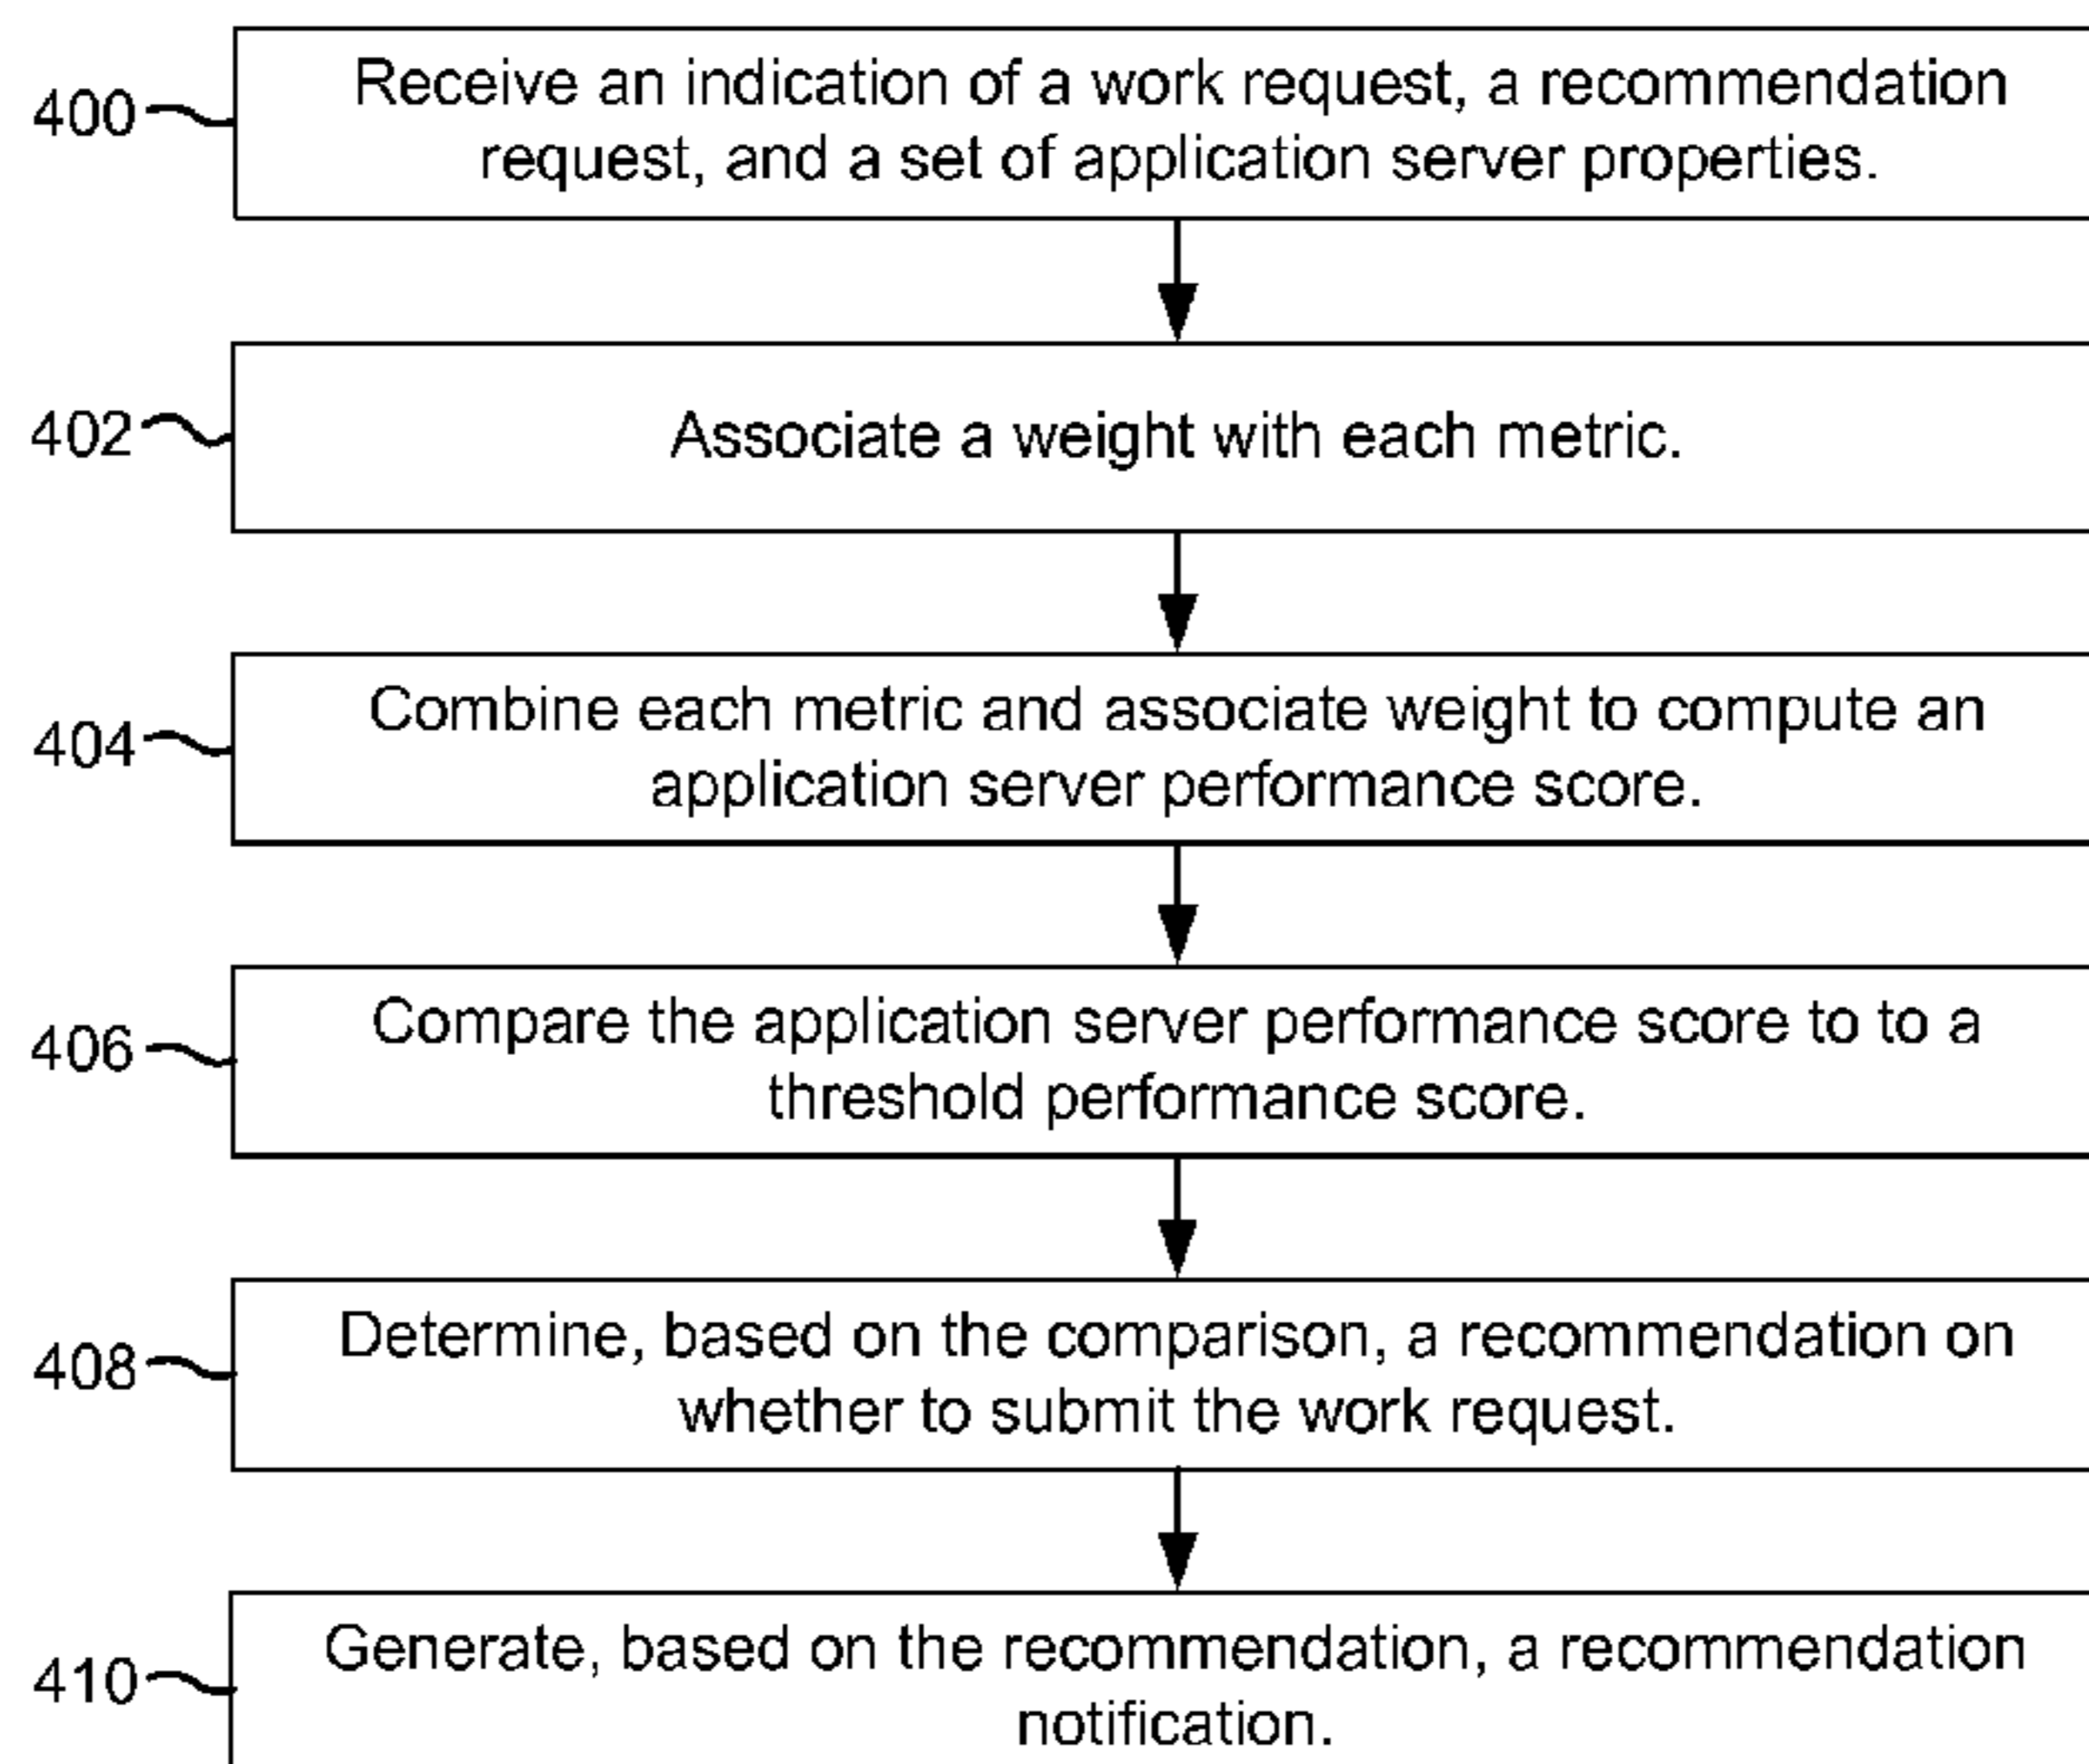 400
Receive an indication of a work request, a recommendation
request, and a set of application server properties.
402
Associate a weight with each metric.
404
Combine each metric and associate weight to compute an
application server performance score.
406
Compare the application server performance score to to a
threshold performance score.
408
Determine, based on the comparison, a recommendation on
whether to submit the work request.
410
Generate, based on the recommendation, a recommendation
notification.